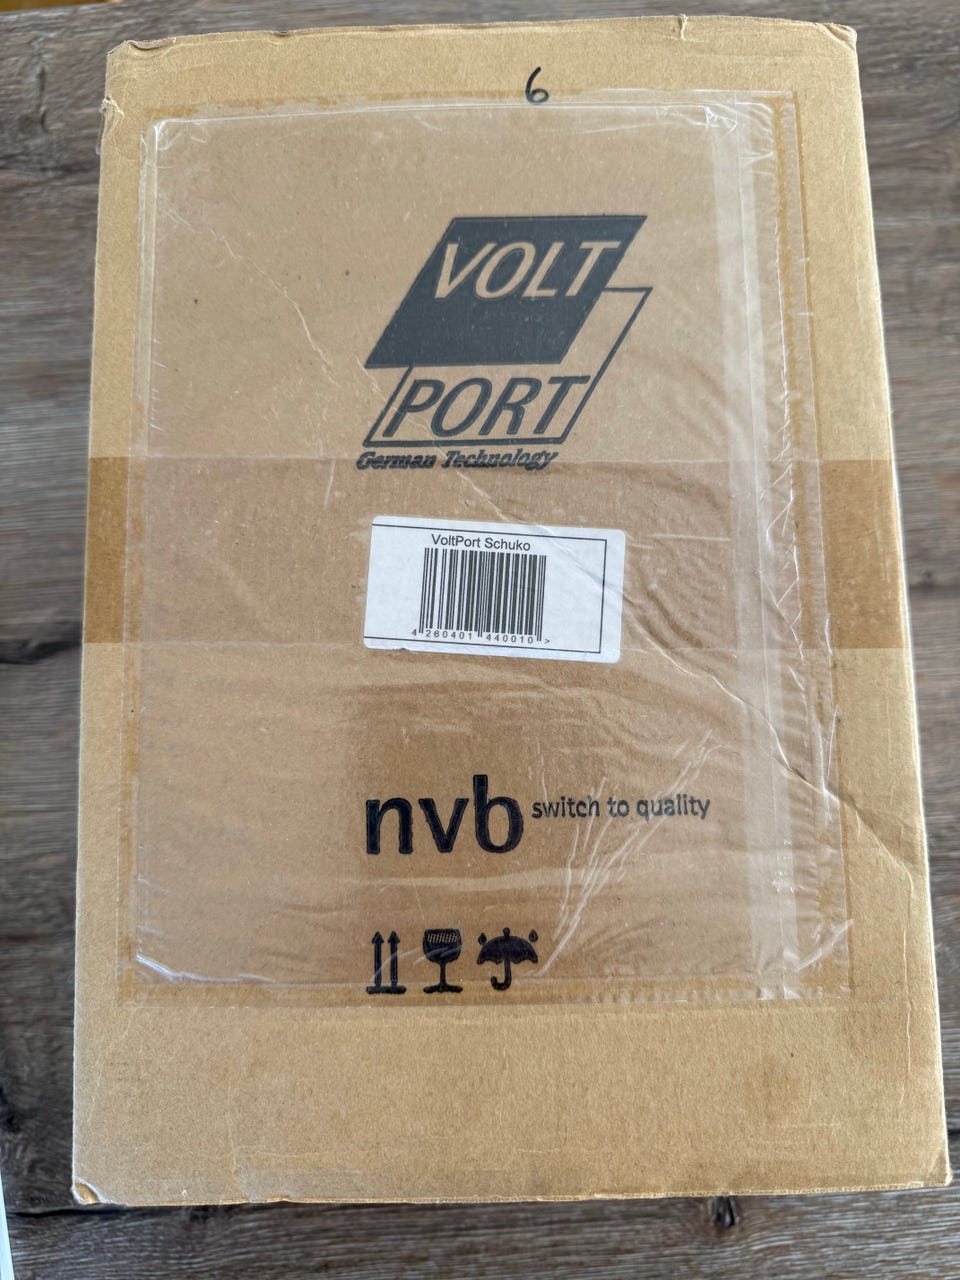 6
VOLT
PORT
German Technology
VoltPort Schuko
4 260401 440010 >
nvb switch to quality